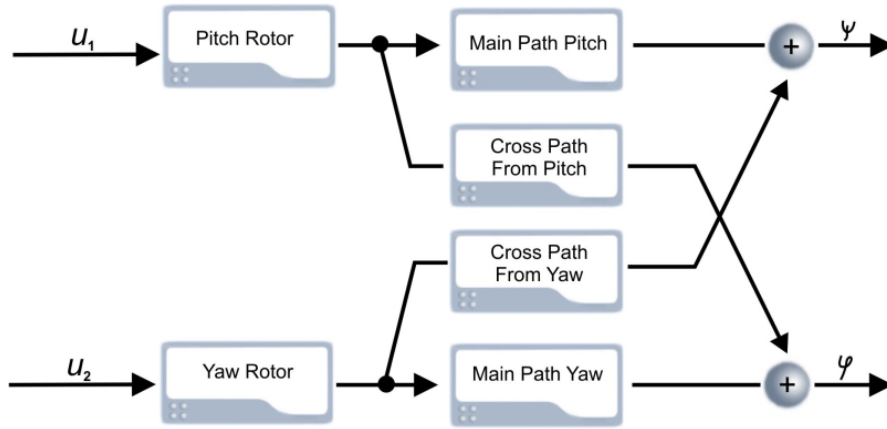 u1
Pitch Rotor
Main Path Pitch
+
ψ
Cross Path
From Pitch
Cross Path
From Yaw
u2
Yaw Rotor
Main Path Yaw
+
φ